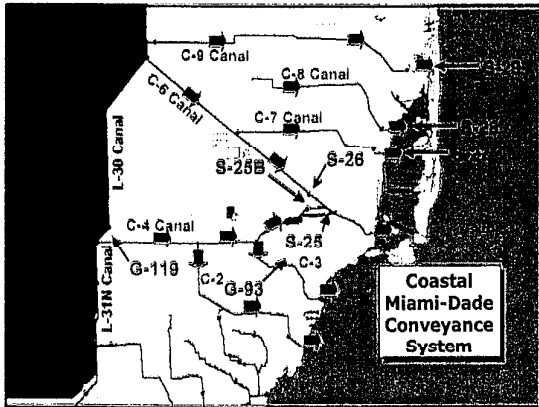 C-9 Canal
C-8 Canal
C-6 Canal
C-7 Canal
L-30 Canal
S-25B
S-26
C-4 Canal
S-25
G-119
C-2
C-3
G-93
L-31N Canal
Coastal
Miami-Dade
Conveyance
System